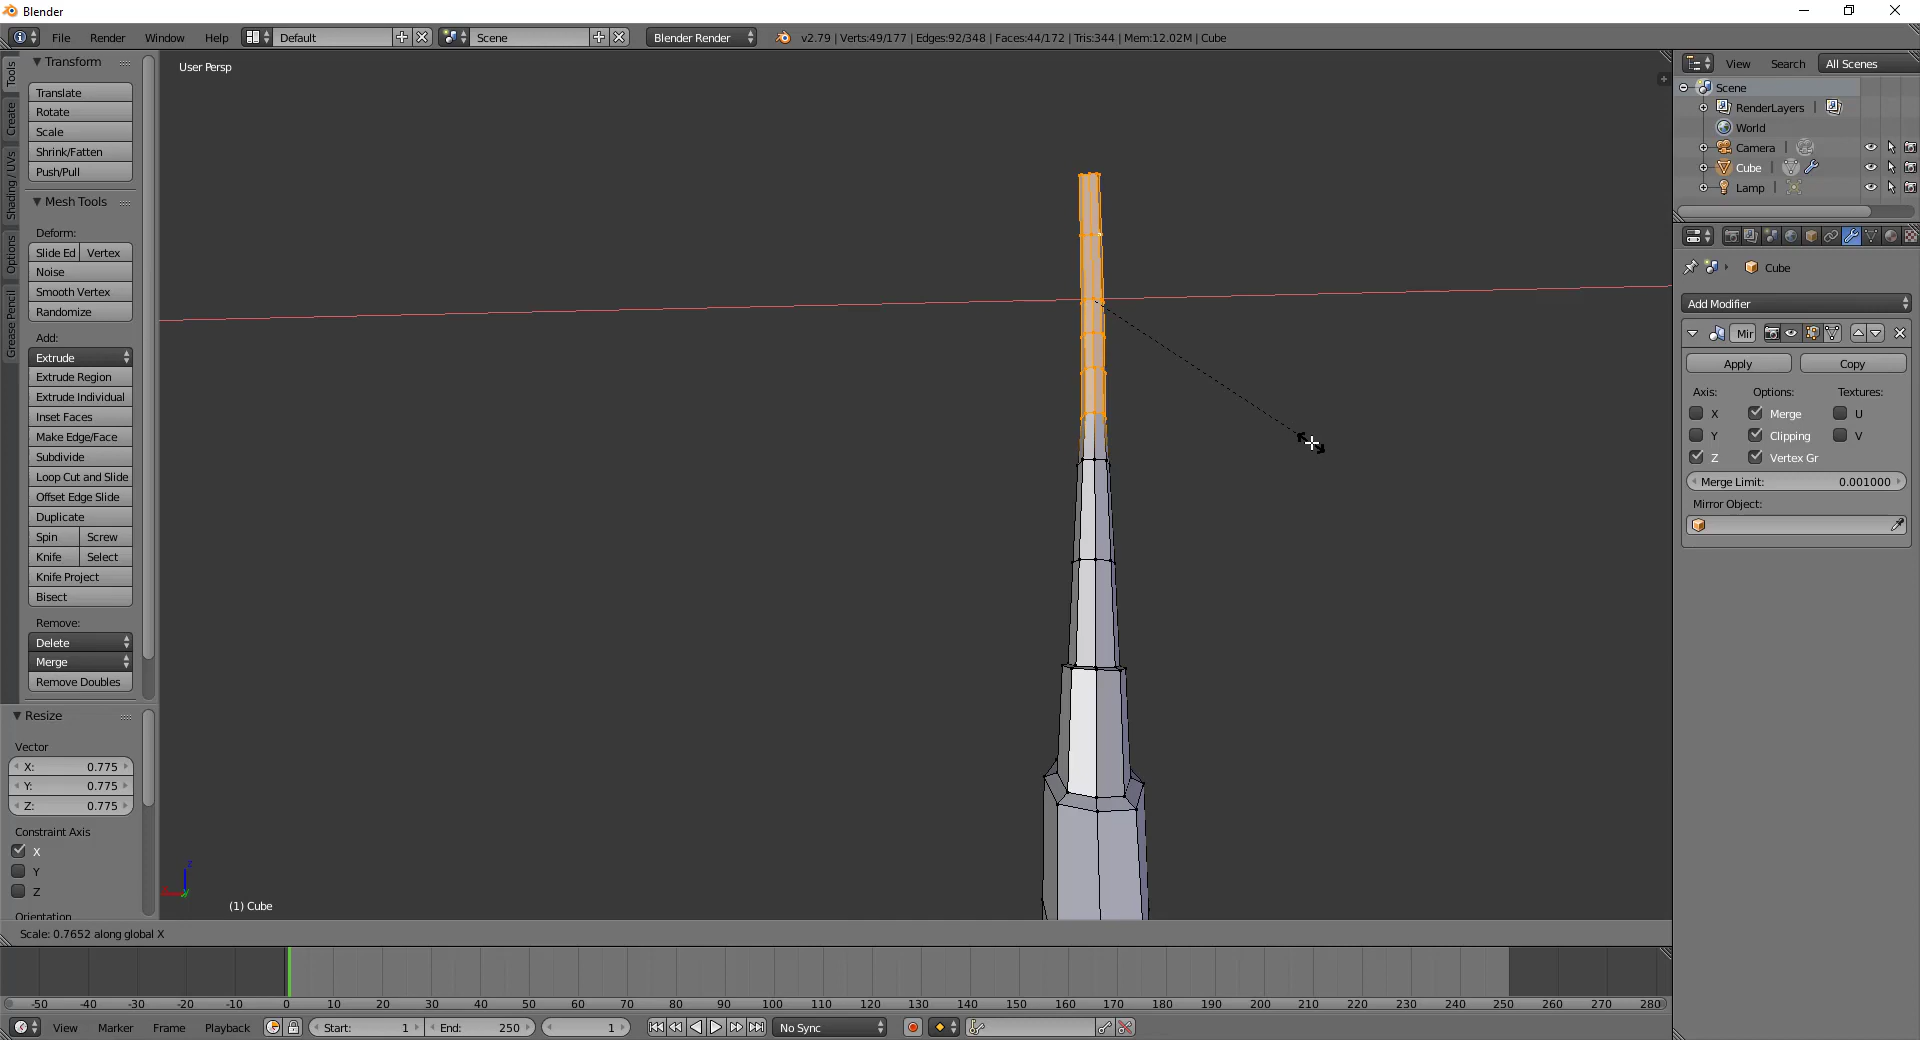 Blender
File Render Window Help Default Scene Blender Render v2.79 | Verts:49/177 | Edges:92/348 | Faces:44/172 | Tris:344 | Mem:12.02M | Cube
Tools
Create
Shading / UVs
Options
Grease Pencil
Transform
Translate
Rotate
Scale
Shrink/Fatten
Push/Pull
Mesh Tools
Deform:
Slide Ed Vertex
Noise
Smooth Vertex
Randomize
Add:
Extrude
Extrude Region
Extrude Individual
Inset Faces
Make Edge/Face
Subdivide
Loop Cut and Slide
Offset Edge Slide
Duplicate
Spin Screw
Knife Select
Knife Project
Bisect
Remove:
Delete
Merge
Remove Doubles
Resize
Vector
X: 0.775
Y: 0.775
Z: 0.775
Constraint Axis
X
Y
Z
Orientation
User Persp
z
(1) Cube
Scale: 0.7652 along global X
View Search All Scenes
Scene
RenderLayers
World
Camera
Cube
Lamp
Cube
Add Modifier
Mir
Apply Copy
Axis: Options: Textures:
X Merge U
Y Clipping V
Z Vertex Gr
Merge Limit: 0.001000
Mirror Object:
-50 -40 -30 -20 -10 0 10 20 30 40 50 60 70 80 90 100 110 120 130 140 150 160 170 180 190 200 210 220 230 240 250 260 270 280
View Marker Frame Playback Start: 1 End: 250 1 No Sync